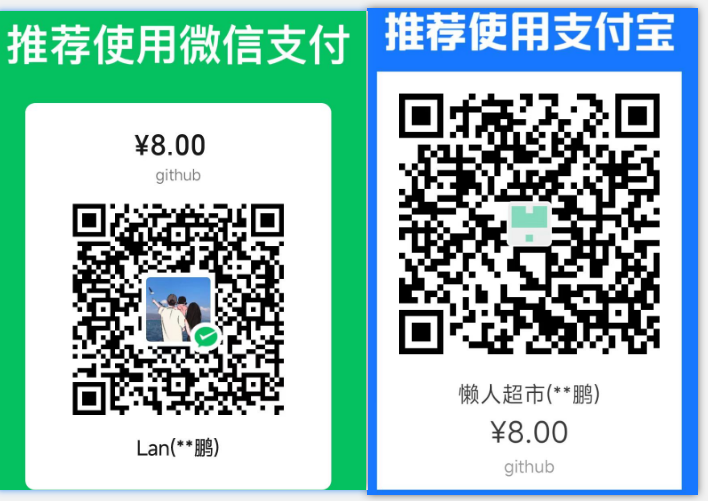 推荐使用微信支付
¥8.00
github
Lan(**鹏)
推荐使用支付宝
懒人超市(**鹏)
¥8.00
github